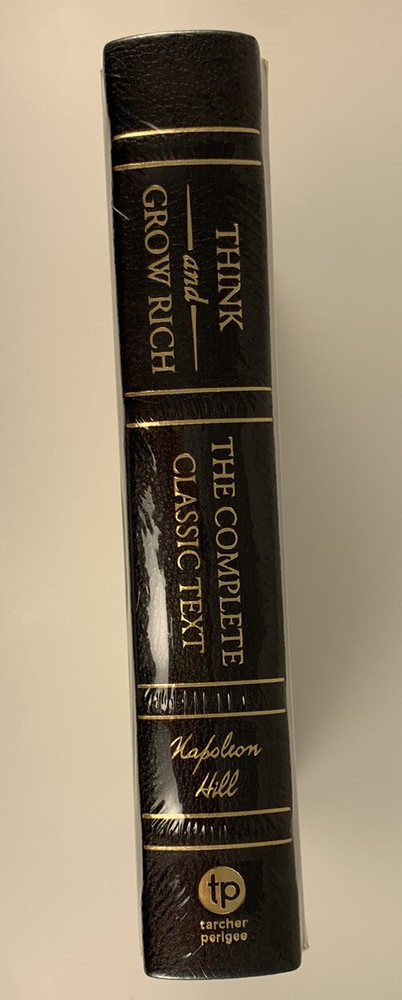 THINK
and
GROW RICH
THE COMPLETE
CLASSIC TEXT
Napoleon
Hill
tp
tarcher
perigee